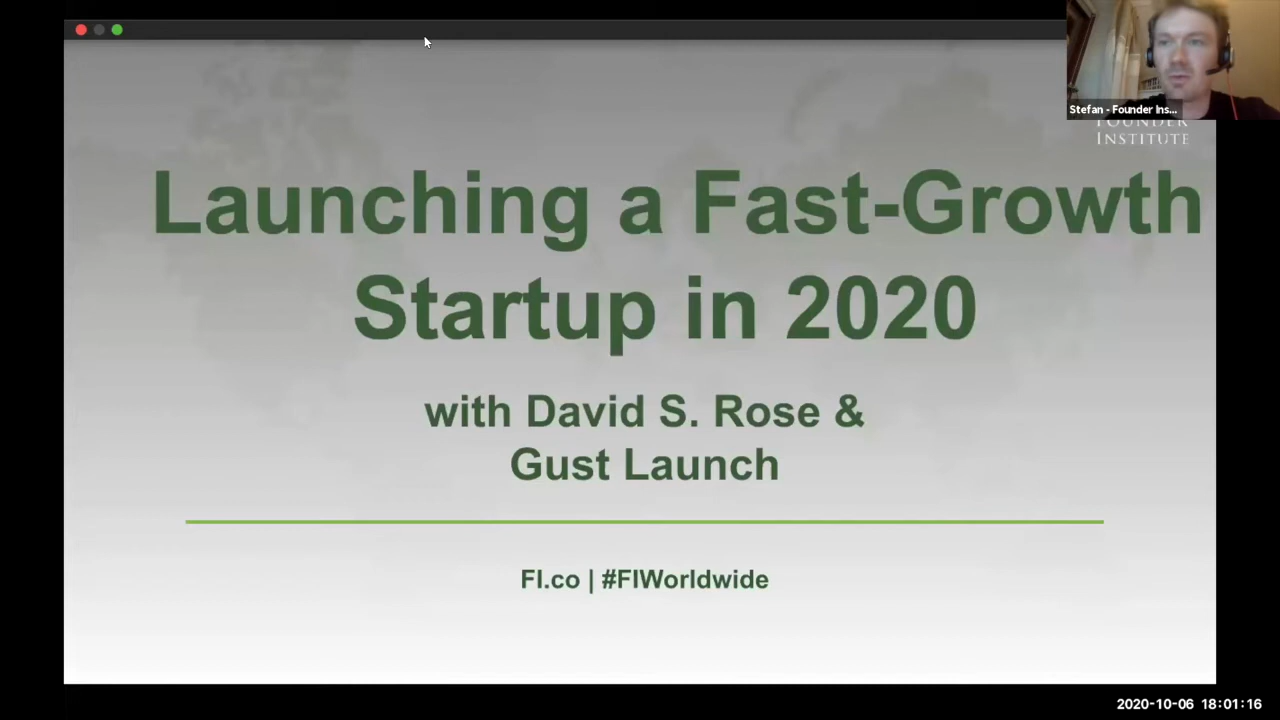 Stefan - Founder Ins...
FOUNDER
INSTITUTE
Launching a Fast-Growth
Startup in 2020
with David S. Rose &
Gust Launch
FI.co | #FIWorldwide
2020-10-06 18:01:16